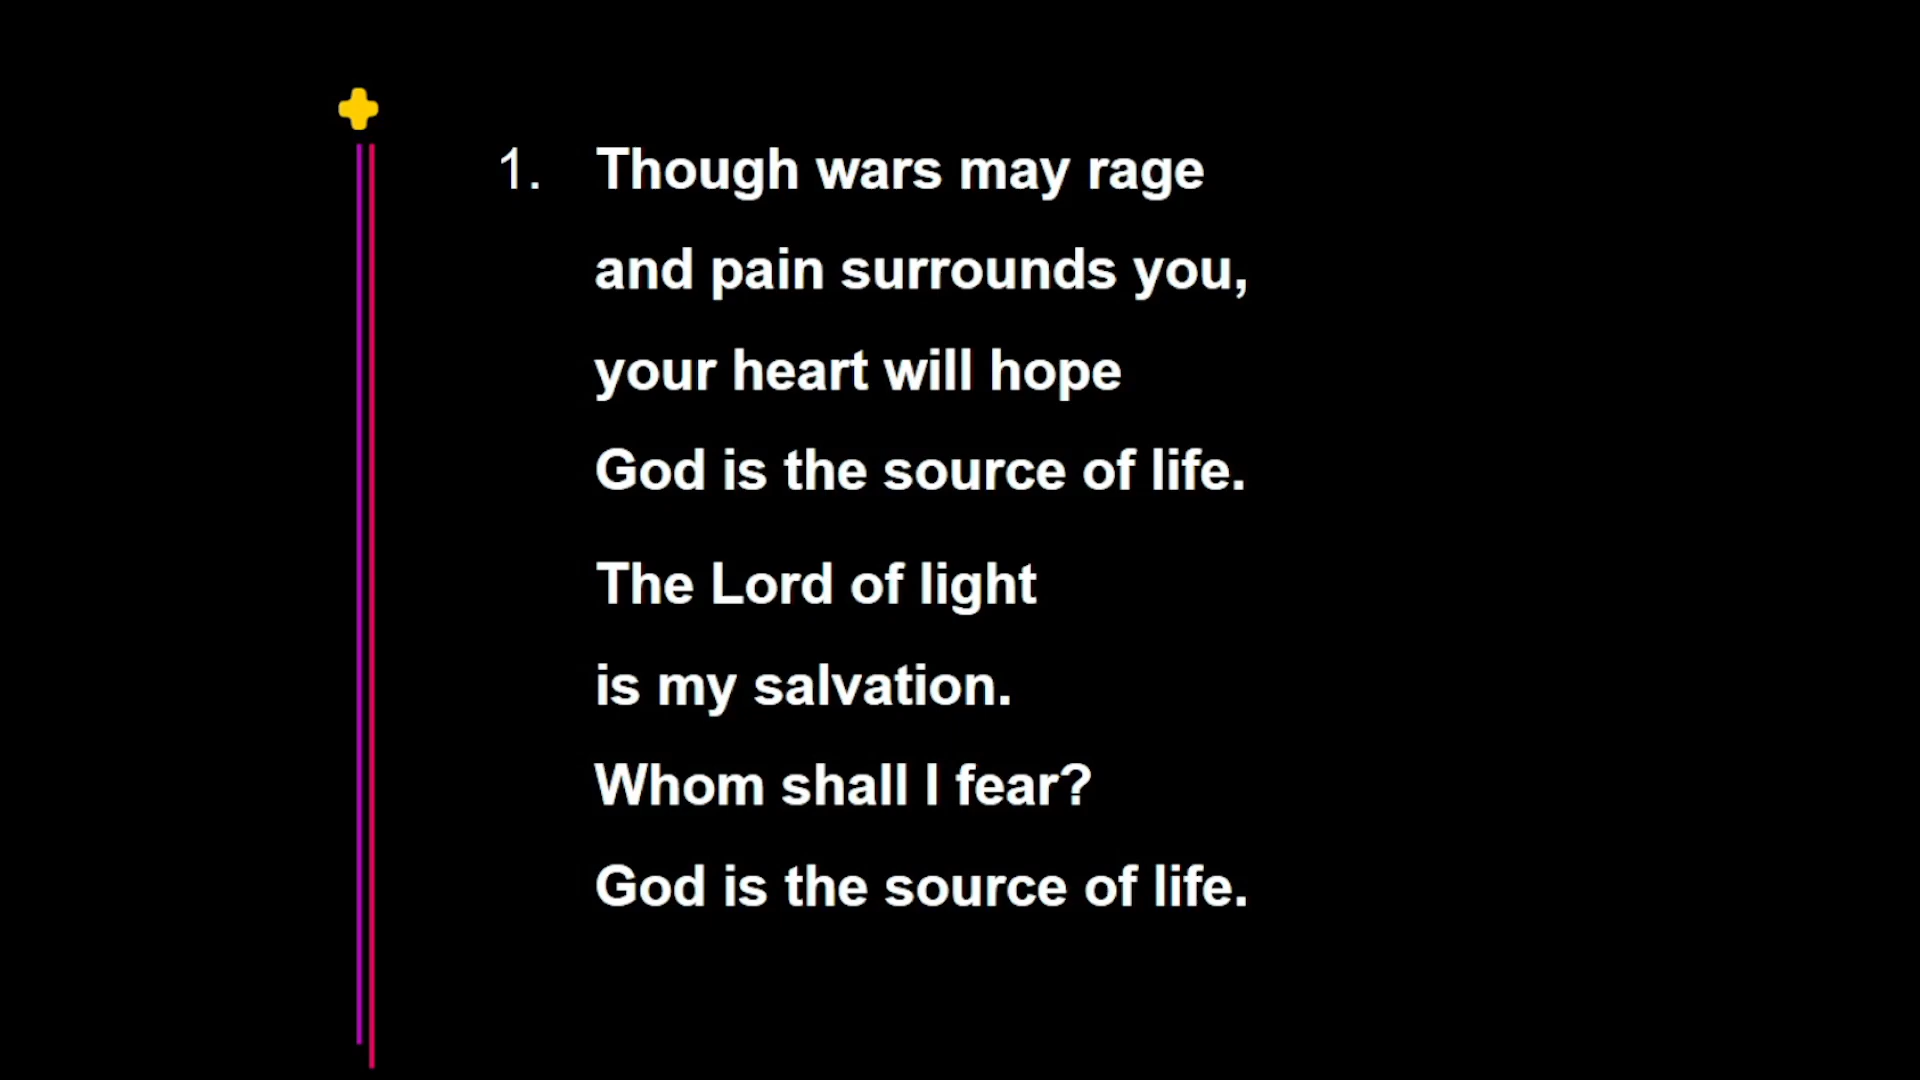 1. Though wars may rage
and pain surrounds you,
your heart will hope
God is the source of life.
The Lord of light
is my salvation.
Whom shall I fear?
God is the source of life.